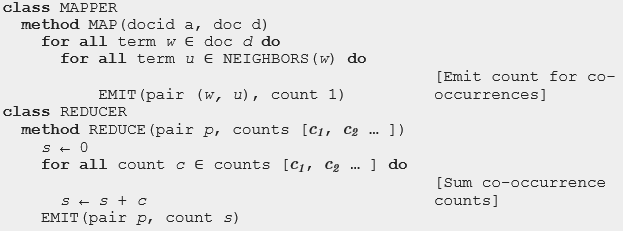 class MAPPER
method MAP(docid a, doc d)
for all term w ∈ doc d do
for all term u ∈ NEIGHBORS(w) do
[Emit count for co-
EMIT(pair (w, u), count 1) occurrences]
class REDUCER
method REDUCE(pair p, counts [c₁, c₂ … ])
s ← 0
for all count c ∈ counts [c₁, c₂ … ] do
[Sum co-occurrence
s ← s + c counts]
EMIT(pair p, count s)